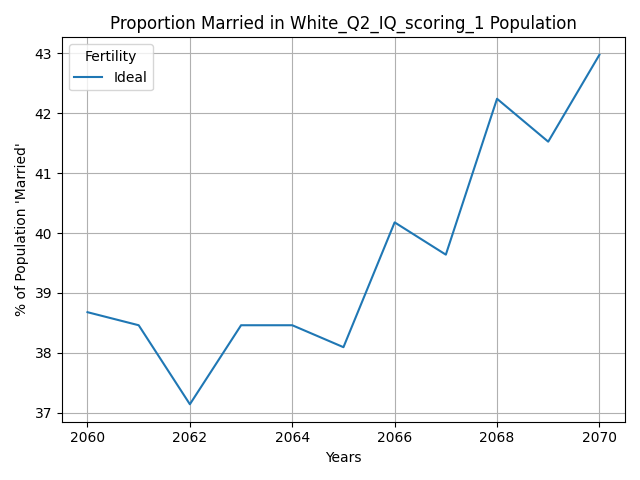 Proportion Married in White_Q2_IQ_scoring_1 Population
Fertility
Ideal
43
42
41
40
39
38
37
% of Population 'Married'
2060 2062 2064 2066 2068 2070
Years